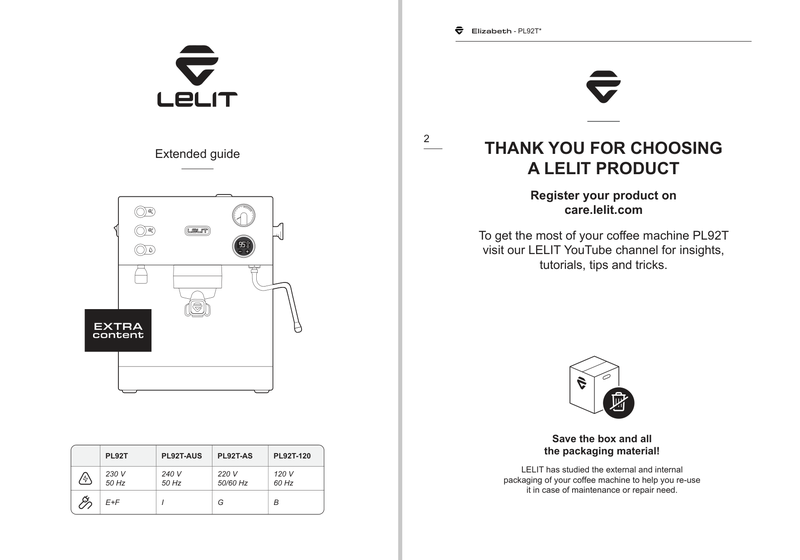 LELIT
Extended guide
LELIT
95
EXTRA
content
PL92T PL92T-AUS PL92T-AS PL92T-120
230 V 240 V 220 V 120 V
50 Hz 50 Hz 50/60 Hz 60 Hz
E+F I G B
Elizabeth - PL92T*
2
THANK YOU FOR CHOOSING
A LELIT PRODUCT
Register your product on
care.lelit.com
To get the most of your coffee machine PL92T
visit our LELIT YouTube channel for insights,
tutorials, tips and tricks.
Save the box and all
the packaging material!
LELIT has studied the external and internal
packaging of your coffee machine to help you re-use
it in case of maintenance or repair need.